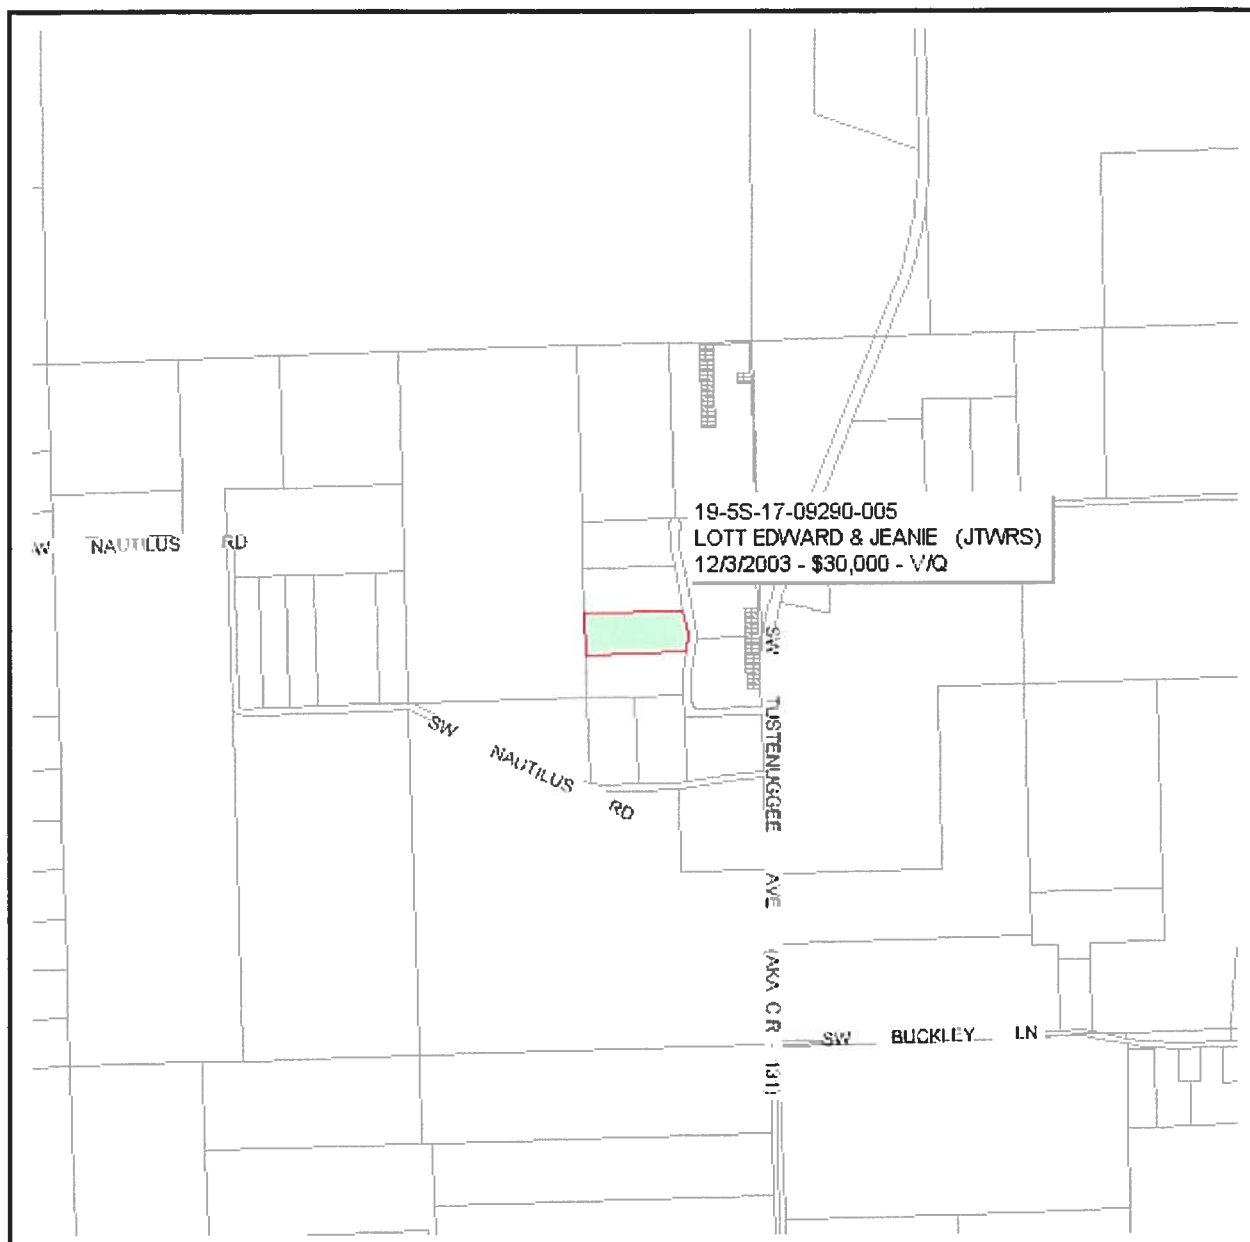 19-5S-17-09290-005
LOTT EDWARD & JEANIE (JTWRS)
12/3/2003 - $30,000 - V/Q
W NAUTILUS RD
SW NAUTILUS RD
SW TUSTENUGGEE AVE (AKA C R - 131)
SW BUCKLEY LN